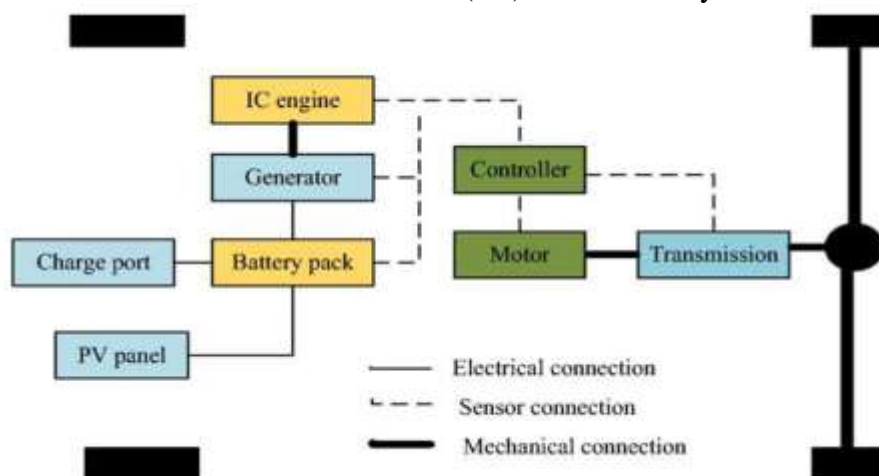 IC engine
Generator
Controller
Charge port
Battery pack
Motor
Transmission
PV panel
Electrical connection
Sensor connection
Mechanical connection